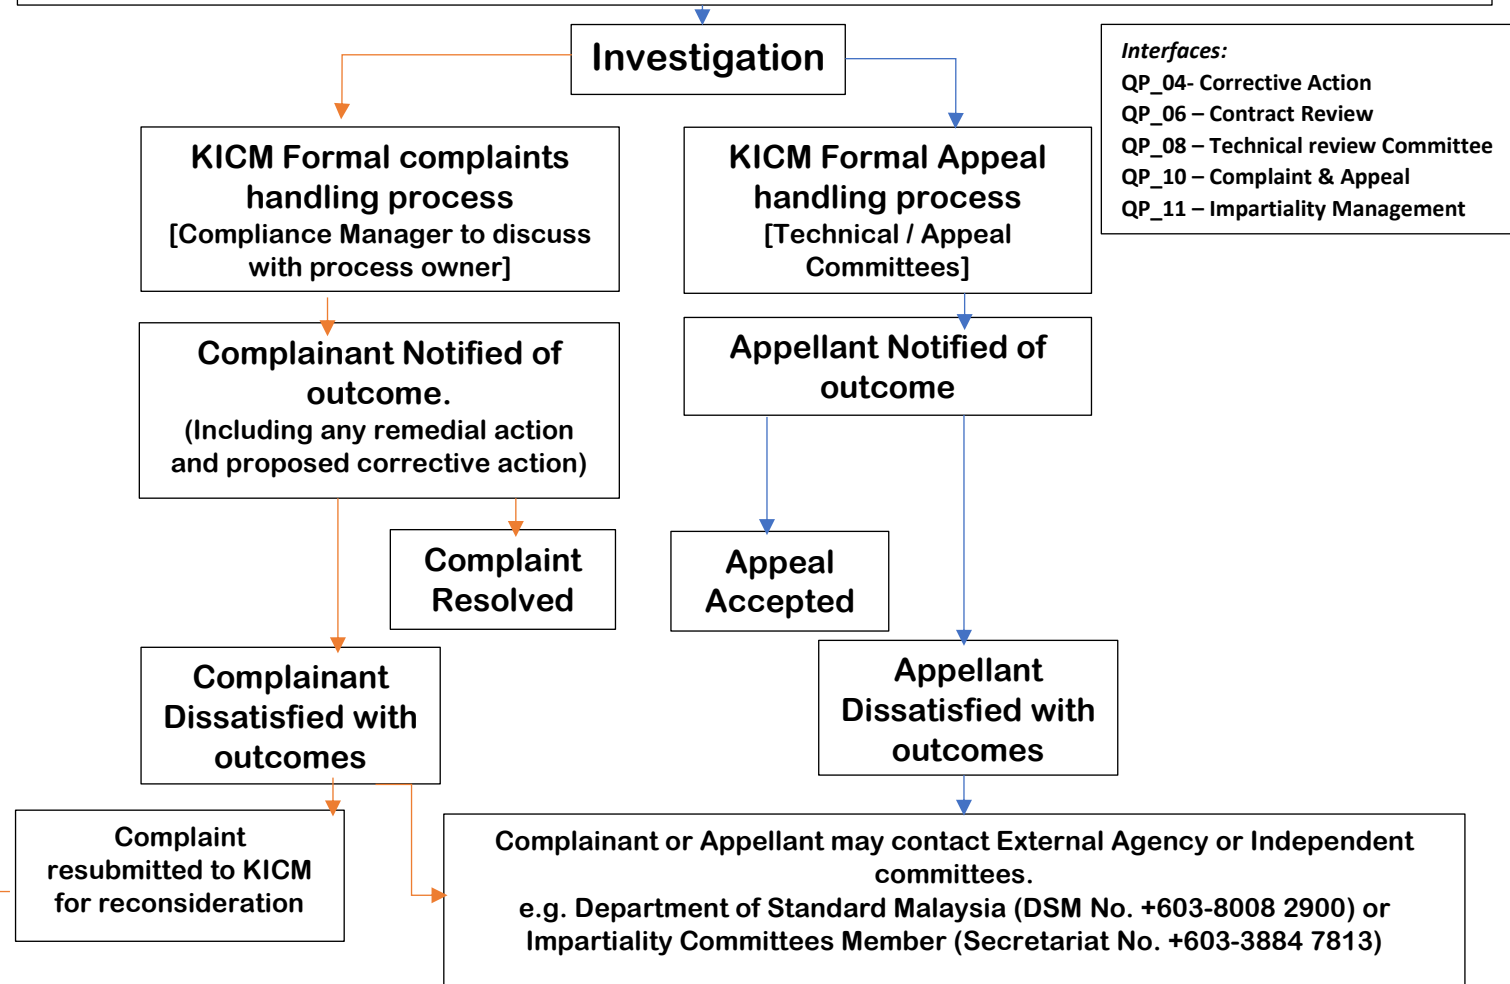 Investigation
Interfaces:
QP_04- Corrective Action
QP_06 – Contract Review
QP_08 – Technical review Committee
QP_10 – Complaint & Appeal
QP_11 – Impartiality Management
KICM Formal complaints
handling process
[Compliance Manager to discuss
with process owner]
KICM Formal Appeal
handling process
[Technical / Appeal
Committees]
Complainant Notified of
outcome.
(Including any remedial action
and proposed corrective action)
Appellant Notified of
outcome
Complaint
Resolved
Appeal
Accepted
Complainant
Dissatisfied with
outcomes
Appellant
Dissatisfied with
outcomes
Complaint
resubmitted to KICM
for reconsideration
Complainant or Appellant may contact External Agency or Independent
committees.
e.g. Department of Standard Malaysia (DSM No. +603-8008 2900) or
Impartiality Committees Member (Secretariat No. +603-3884 7813)